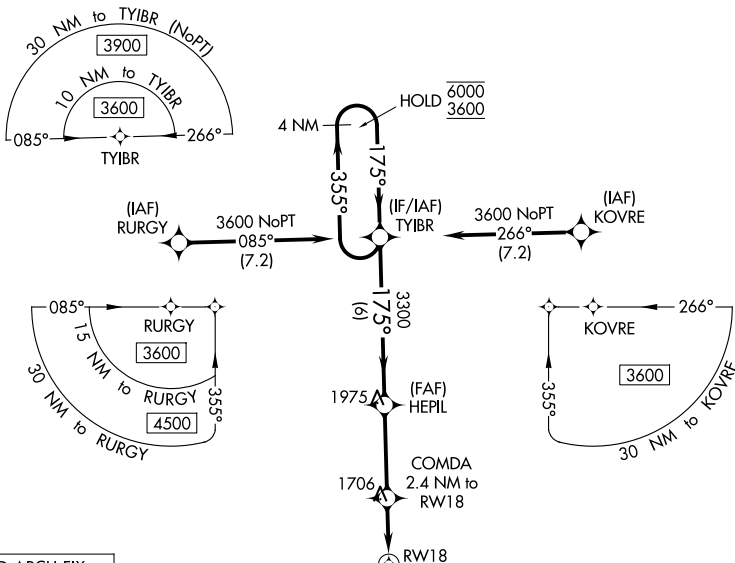 30 NM to TYIBR (NoPT)
3900
10 NM to TYIBR
3600
085°
266°
TYIBR
HOLD 6000
3600
4 NM
355°
175°
(IAF)
RURGY
3600 NoPT
085°
(7.2)
(IF/IAF)
TYIBR
3600 NoPT
266°
(7.2)
(IAF)
KOVRE
3300
175°
(6)
085°
RURGY
3600
15 NM to RURGY
4500
30 NM to RURGY
355°
266°
KOVRE
3600
355°
30 NM to KOVRE
1975
(FAF)
HEPIL
1706
COMDA
2.4 NM to
RW18
RW18